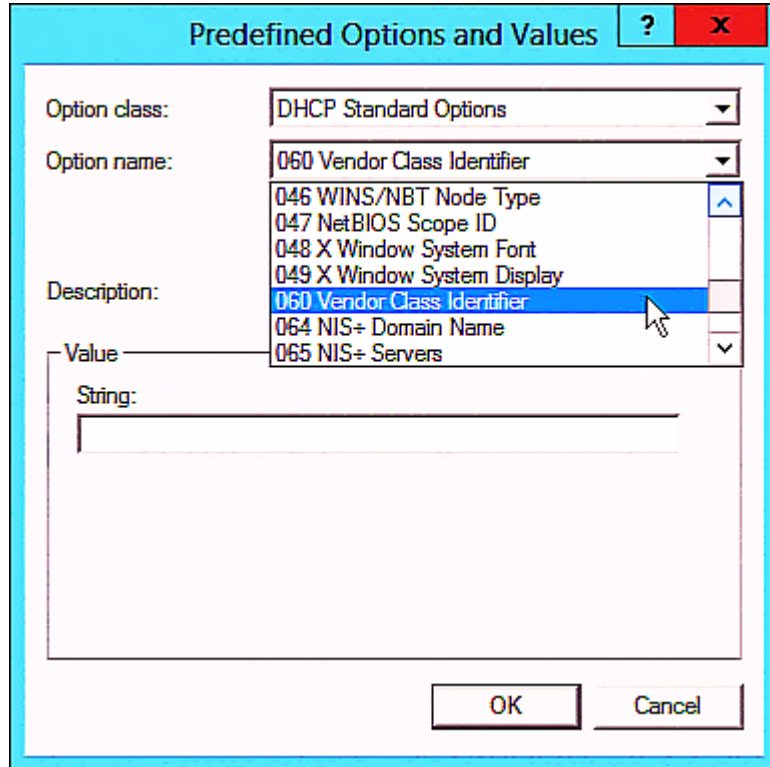 Predefined Options and Values ? x
Option class: DHCP Standard Options
Option name: 060 Vendor Class Identifier
046 WINS/NBT Node Type
047 NetBIOS Scope ID
048 X Window System Font
049 X Window System Display
Description: 060 Vendor Class Identifier
064 NIS+ Domain Name
Value 065 NIS+ Servers
String:
OK Cancel